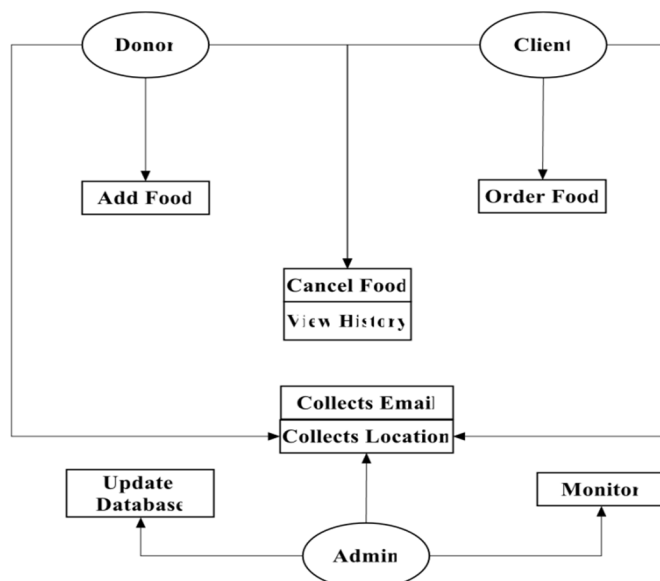 Donor
Client
Add Food
Order Food
Cancel Food
View History
Collects Email
Collects Location
Update
Database
Monitor
Admin